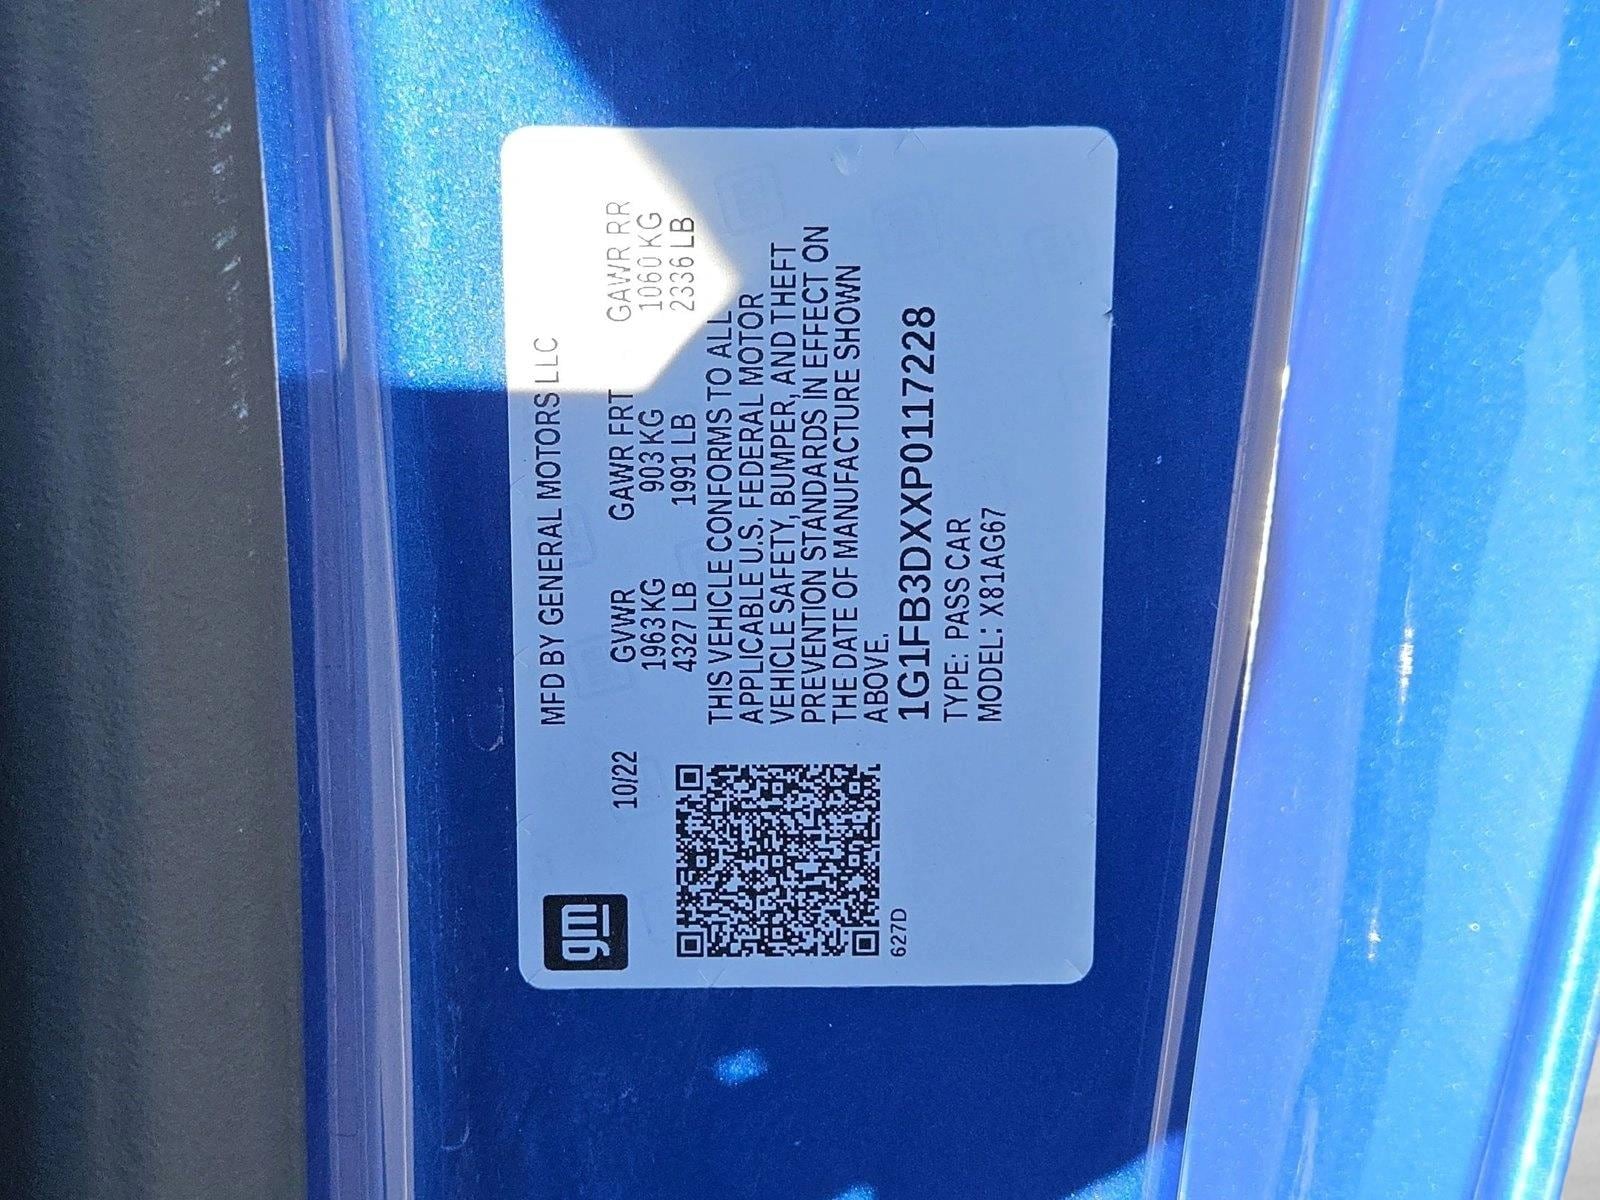 gm
MFD BY GENERAL MOTORS LLC
10/22
GVWR GAWR FRT GAWR RR
1963 KG 903 KG 1060 KG
4327 LB 1991 LB 2336 LB
THIS VEHICLE CONFORMS TO ALL
APPLICABLE U.S. FEDERAL MOTOR
VEHICLE SAFETY, BUMPER, AND THEFT
PREVENTION STANDARDS IN EFFECT ON
THE DATE OF MANUFACTURE SHOWN
ABOVE.
1G1FB3DXXP0117228
TYPE: PASS CAR
MODEL: X81AG67
627D